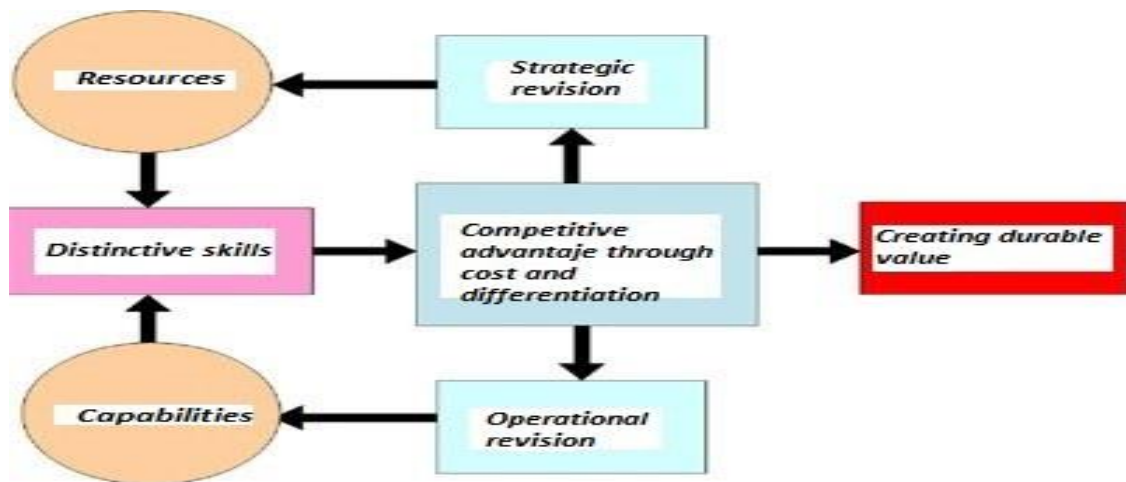 Resources
Strategic
revision
Distinctive skills
Competitive
advantaje through
cost and
differentiation
Creating durable
value
Capabilities
Operational
revision